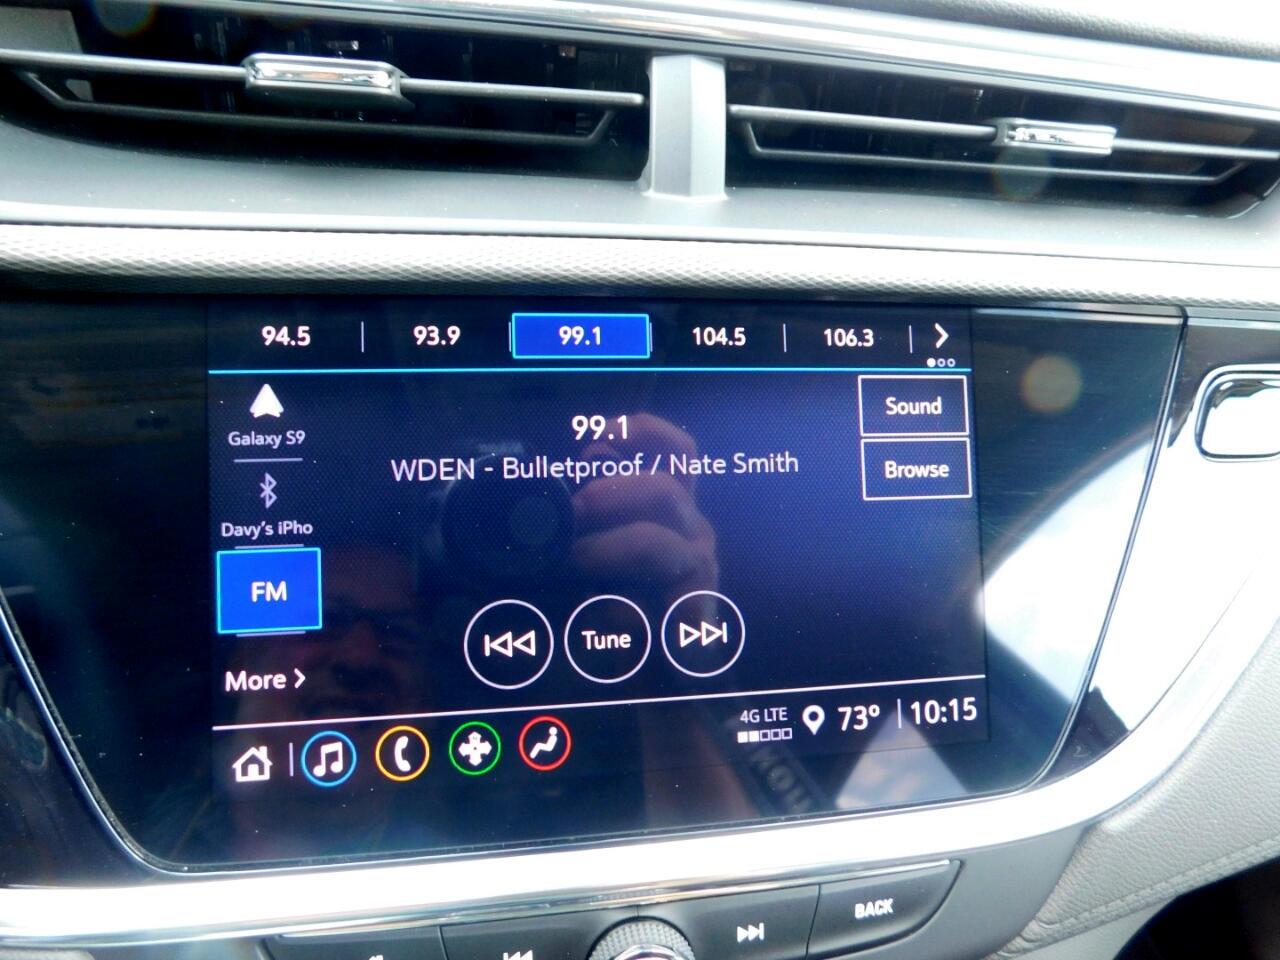 94.5 | 93.9 | 99.1 | 104.5 | 106.3 |
Galaxy S9
Davy's iPho
FM
More
99.1
WDEN - Bulletproof / Nate Smith
Sound
Browse
Tune
4G LTE
73° | 10:15
BACK